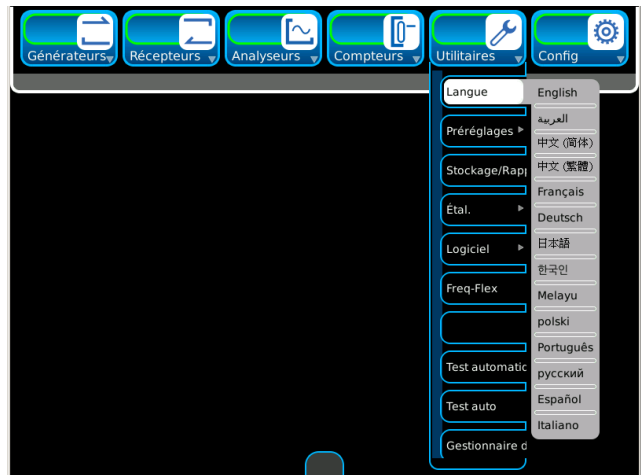 Générateurs
Récepteurs
Analyseurs
Compteurs
Utilitaires
Config
Langue
Préréglages
Stockage/Rapp
Étal.
Logiciel
Freq-Flex
Test automatic
Test auto
Gestionnaire d
English
العربية
中文 (简体)
中文 (繁體)
Français
Deutsch
日本語
한국인
Melayu
polski
Português
русский
Español
Italiano